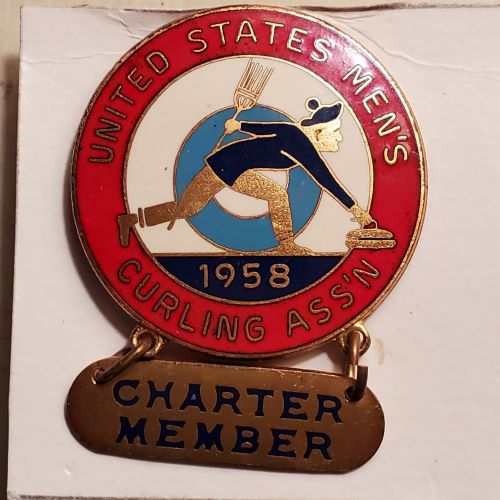 UNITED STATES MEN'S
CURLING ASS'N
1958
CHARTER
MEMBER